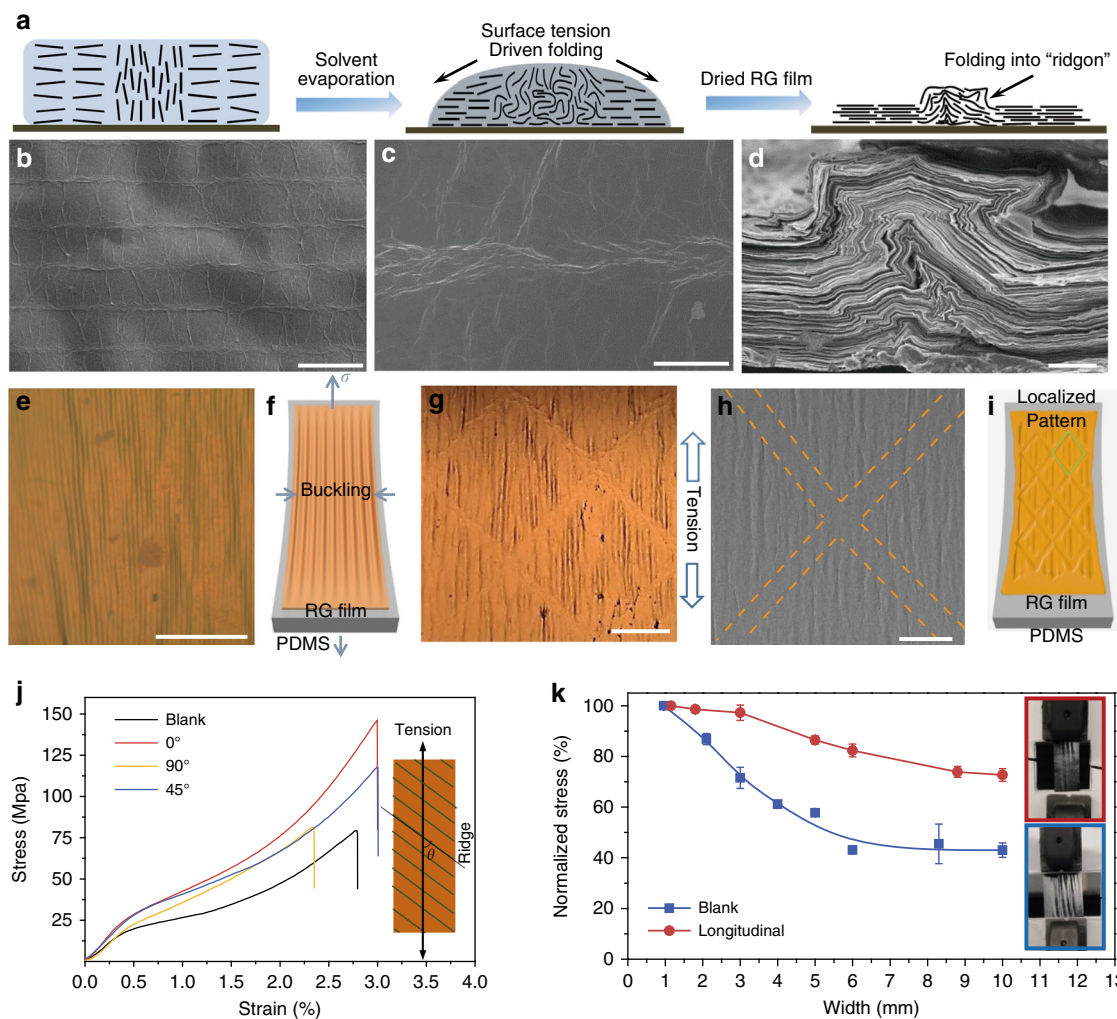 a
Solvent
evaporation
Surface tension
Driven folding
Dried RG film
Folding into “ridgon”
b
c
d
e
f
σ
Buckling
RG film
PDMS
g
Tension
h
i
Localized
Pattern
RG film
PDMS
j
Stress (Mpa)
150
125
100
75
50
25
Blank
0°
90°
45°
Tension
Ridge
θ
0.0 0.5 1.0 1.5 2.0 2.5 3.0 3.5 4.0
Strain (%)
k
Normalized stress (%)
100
80
60
40
20
0
Blank
Longitudinal
0 1 2 3 4 5 6 7 8 9 10 11 12 13
Width (mm)